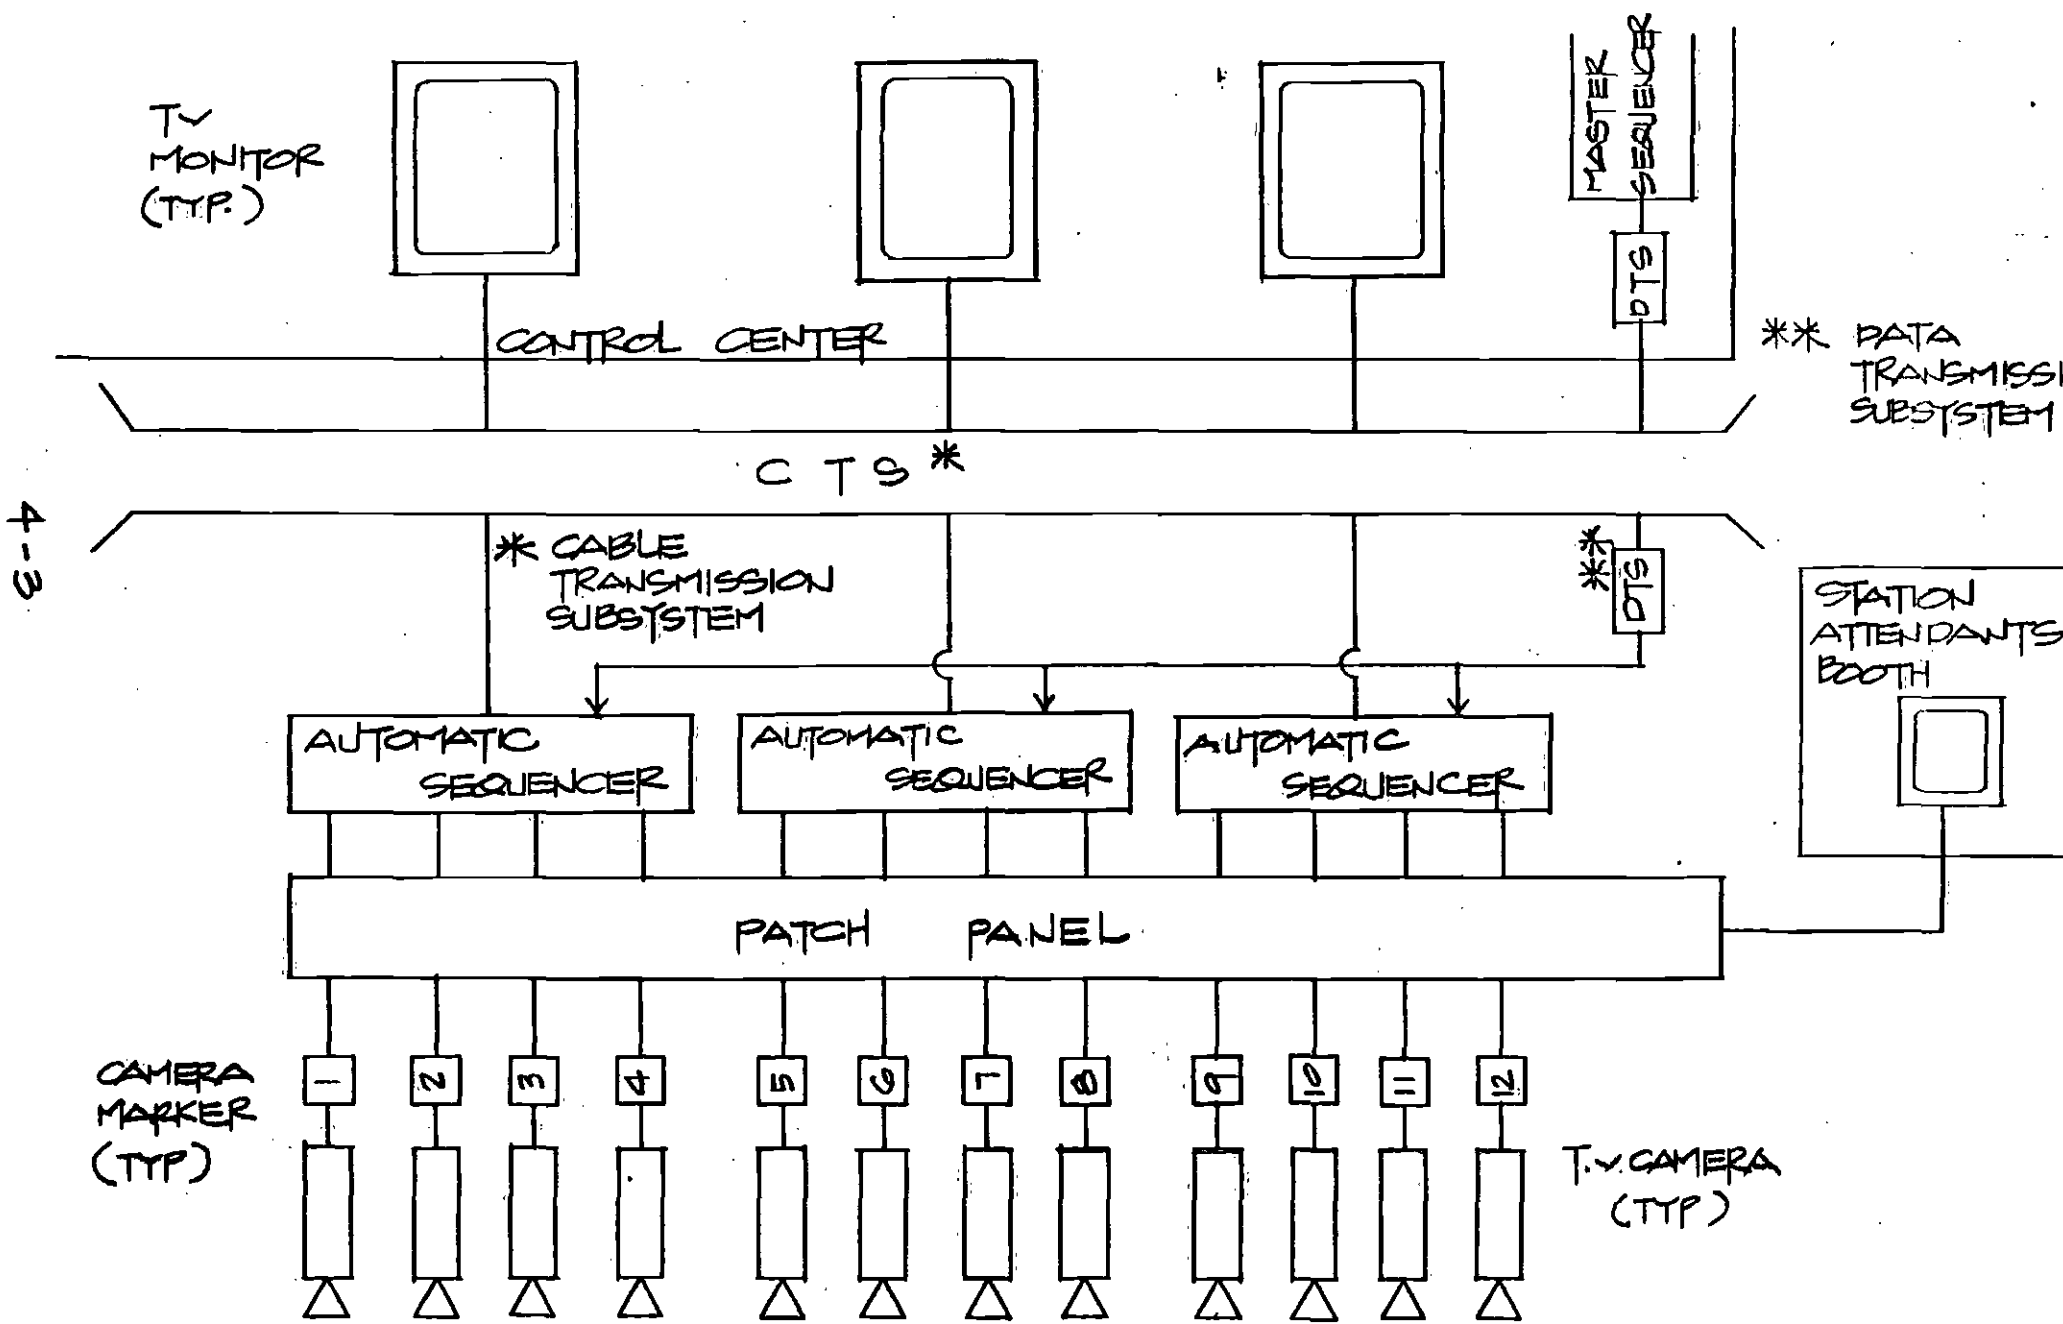 TV
MONITOR
(TYP.)
MASTER
SEQUENCER
DTS
CONTROL CENTER
** DATA
TRANSMISSI
SUBSYSTEM
C T S *
4-3
* CABLE
TRANSMISSION
SUBSYSTEM
**
DTS
STATION
ATTENDANTS
BOOTH
AUTOMATIC
SEQUENCER
AUTOMATIC
SEQUENCER
AUTOMATIC
SEQUENCER
PATCH PANEL
CAMERA
MARKER
(TYP)
1 2 3 4 5 6 7 8 9 10 11 12
T.V. CAMERA
(TYP)